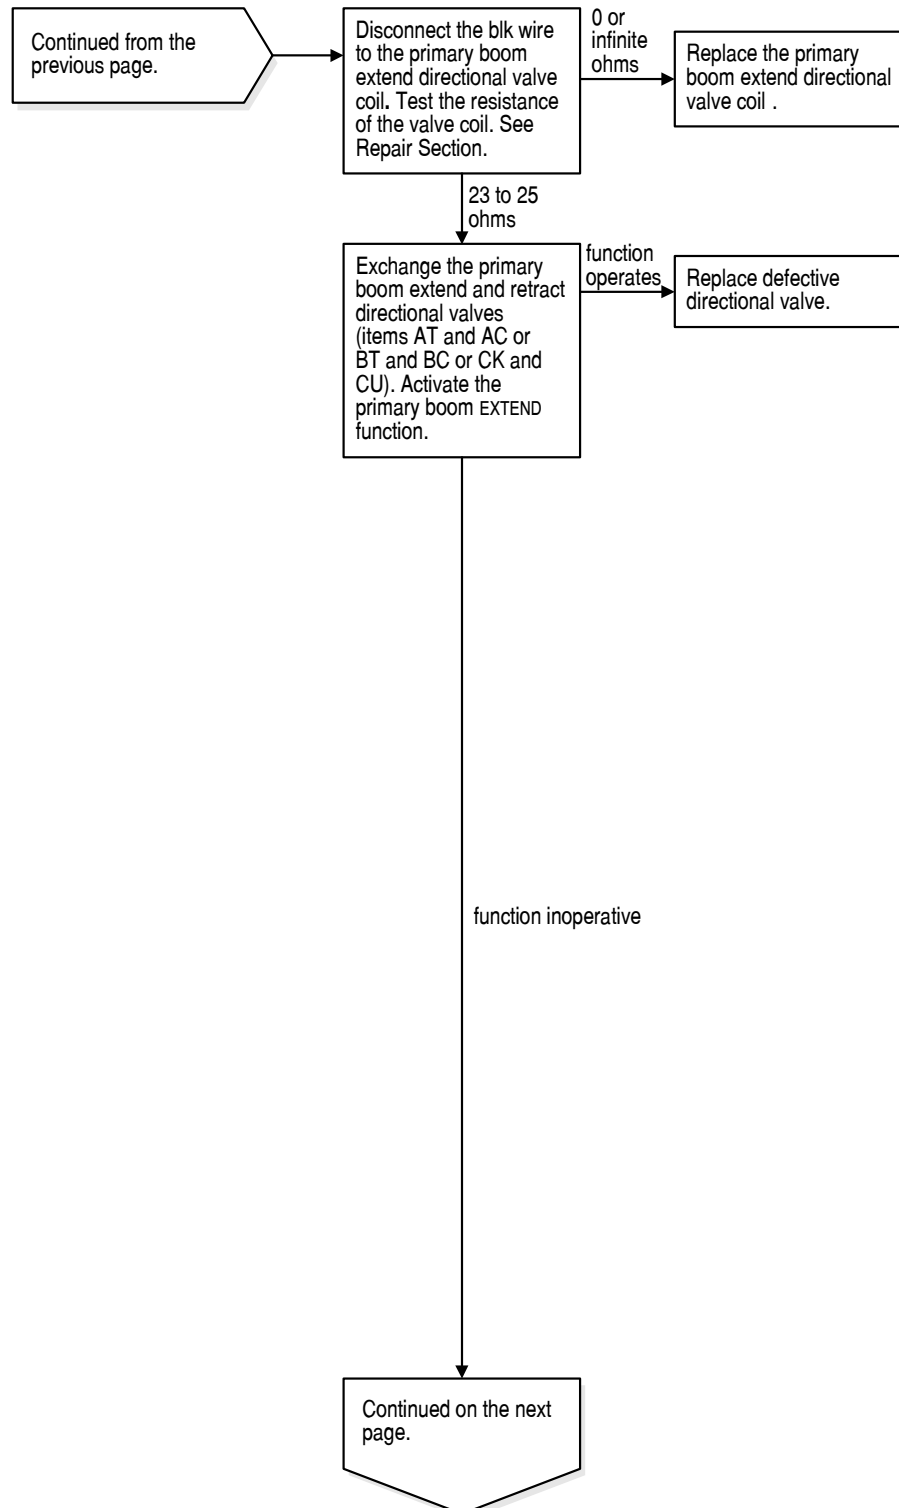 Continued from the
previous page.
Disconnect the blk wire
to the primary boom
extend directional valve
coil. Test the resistance
of the valve coil. See
Repair Section.
0 or
infinite
ohms
Replace the primary
boom extend directional
valve coil .
23 to 25
ohms
Exchange the primary
boom extend and retract
directional valves
(items AT and AC or
BT and BC or CK and
CU). Activate the
primary boom EXTEND
function.
function
operates
Replace defective
directional valve.
function inoperative
Continued on the next
page.